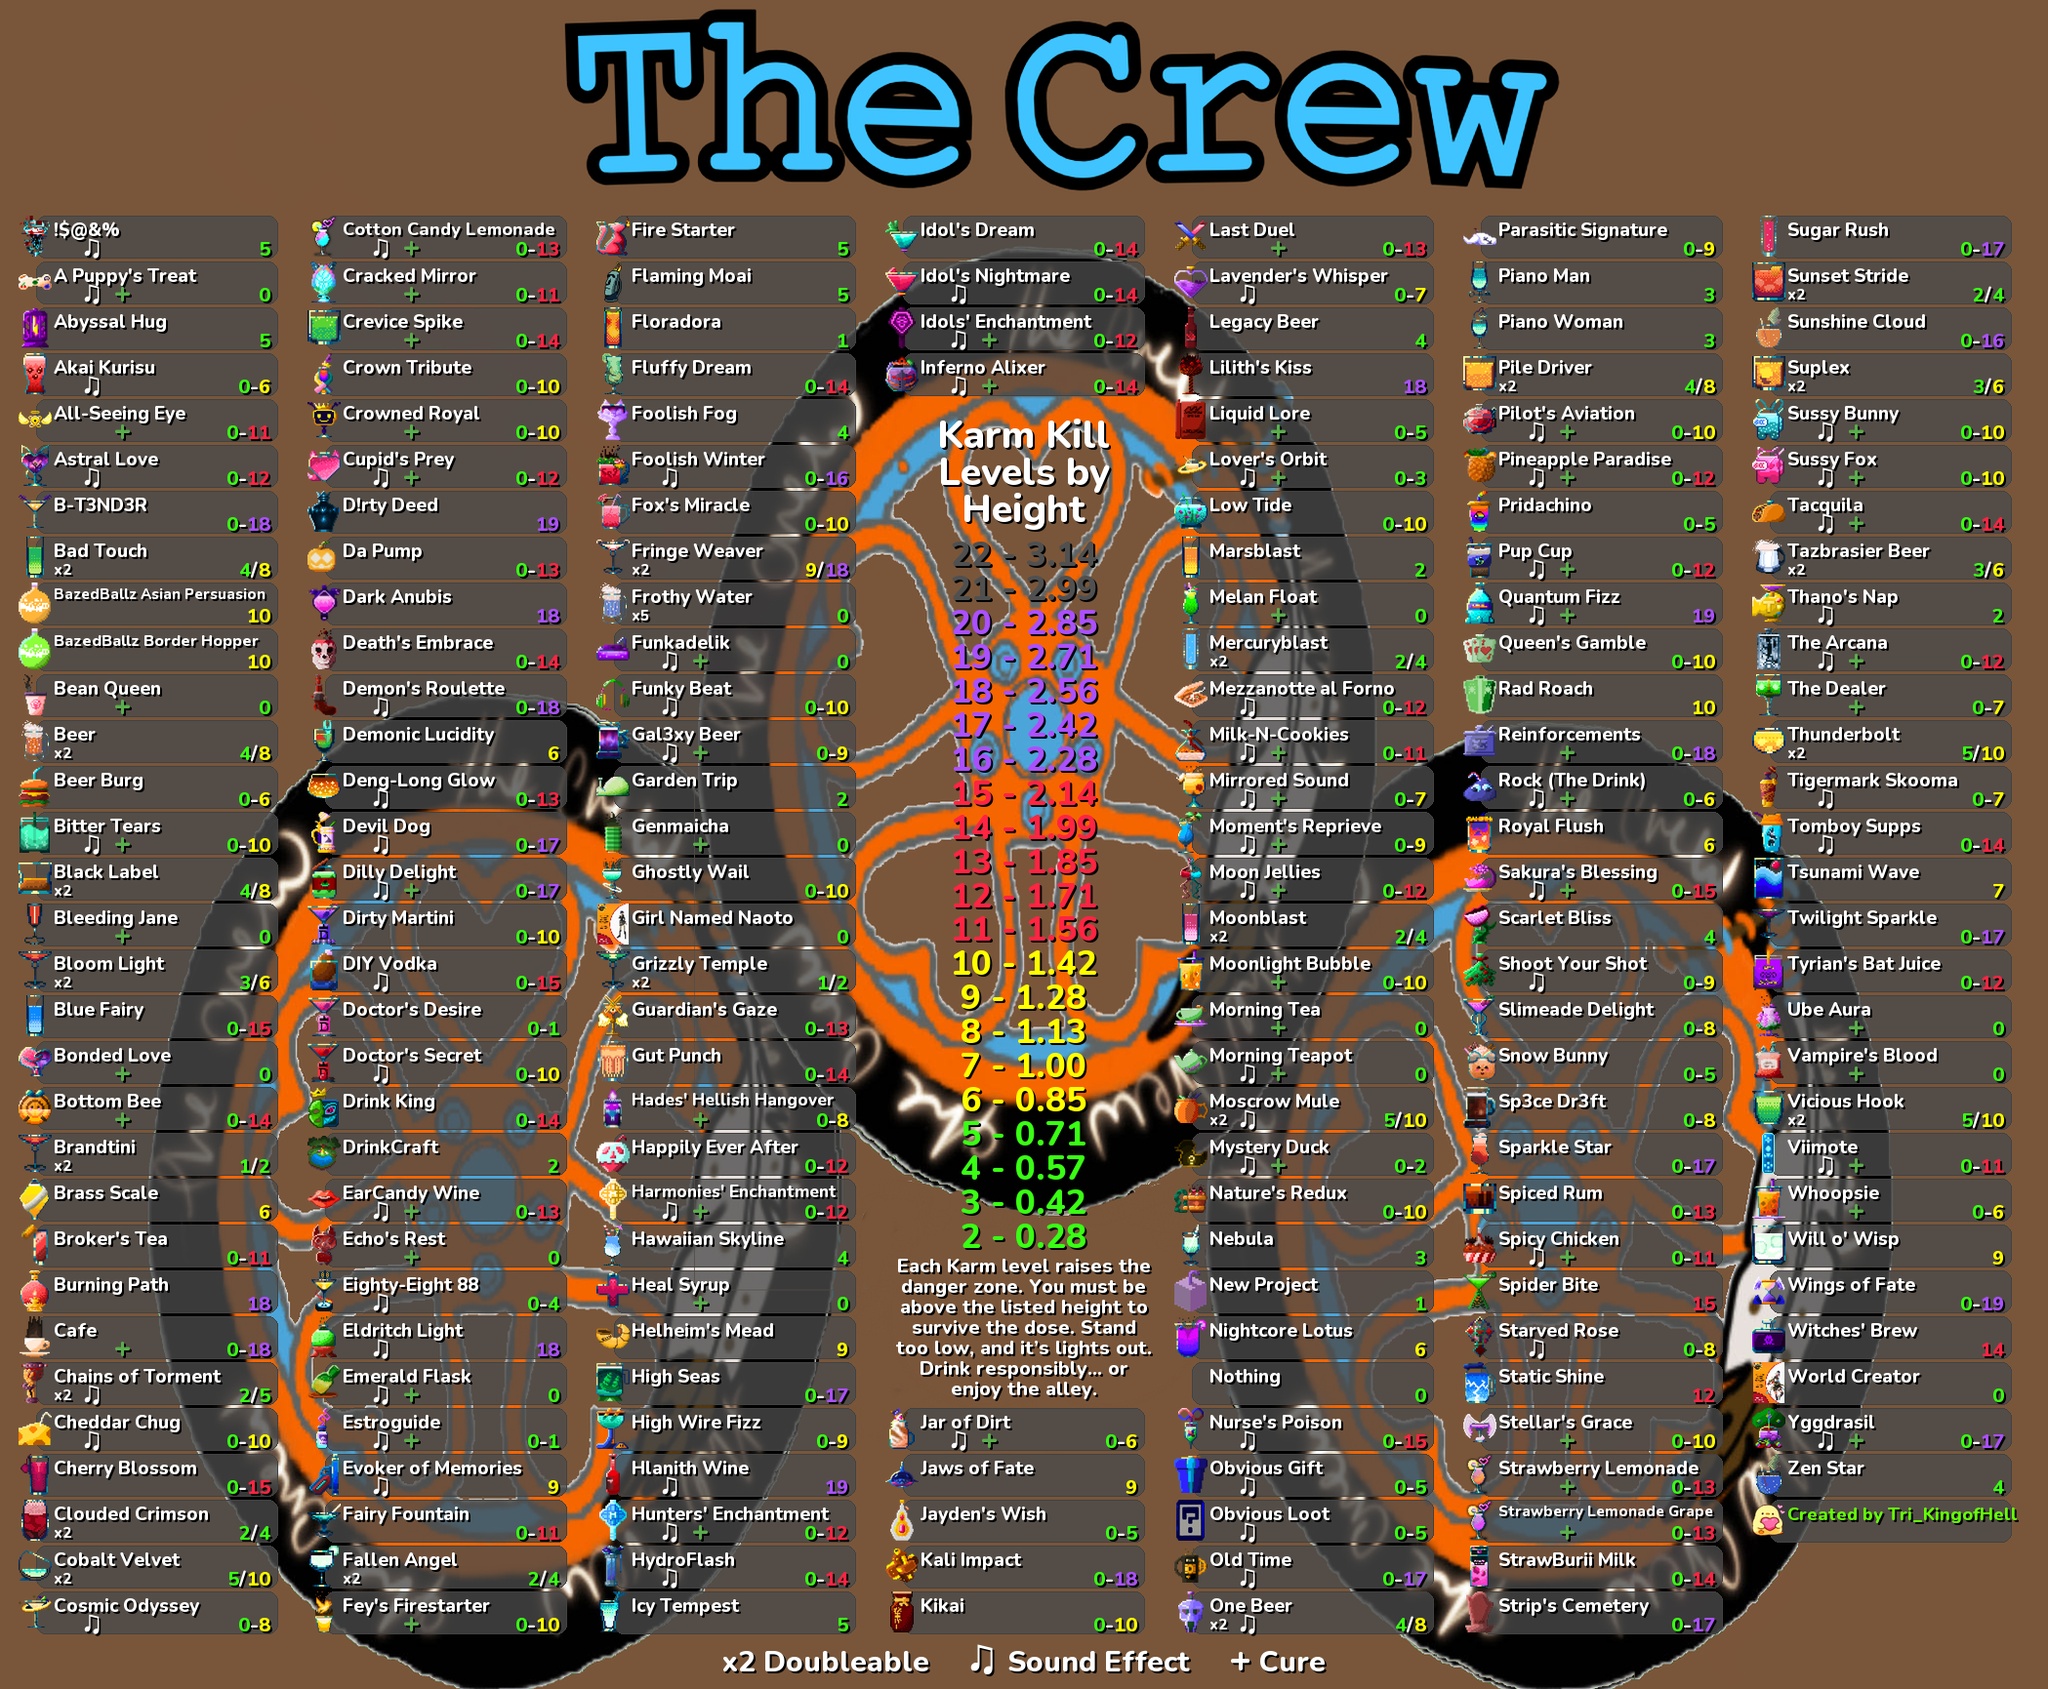 The Crew
!$@&%
♫ 5
A Puppy's Treat
♫ + 0
Abyssal Hug
5
Akai Kurisu
♫ 0-6
All-Seeing Eye
+ 0-11
Astral Love
♫ 0-12
B-T3ND3R
0-18
Bad Touch
x2 4/8
BazedBallz Asian Persuasion
10
BazedBallz Border Hopper
10
Bean Queen
+ 0
Beer
x2 4/8
Beer Burg
0-6
Bitter Tears
♫ + 0-10
Black Label
x2 4/8
Bleeding Jane
+ 0
Bloom Light
x2 3/6
Blue Fairy
0-15
Bonded Love
+ 0
Bottom Bee
+ 0-14
Brandtini
x2 1/2
Brass Scale
6
Broker's Tea
0-11
Burning Path
18
Cafe
+ 0-18
Chains of Torment
x2 ♫ 2/5
Cheddar Chug
♫ 0-10
Cherry Blossom
0-15
Clouded Crimson
x2 2/4
Cobalt Velvet
x2 5/10
Cosmic Odyssey
♫ 0-8
Cotton Candy Lemonade
♫ + 0-13
Cracked Mirror
+ 0-11
Crevice Spike
+ 0-14
Crown Tribute
0-10
Crowned Royal
+ 0-10
Cupid's Prey
♫ + 0-12
D!rty Deed
19
Da Pump
0-13
Dark Anubis
18
Death's Embrace
0-14
Demon's Roulette
♫ 0-18
Demonic Lucidity
6
Deng-Long Glow
♫ 0-13
Devil Dog
0-17
Dilly Delight
♫ + 0-17
Dirty Martini
0-10
DIY Vodka
♫ 0-15
Doctor's Desire
0-1
Doctor's Secret
♫ 0-10
Drink King
0-14
DrinkCraft
2
EarCandy Wine
♫ + 0-13
Echo's Rest
+ 0
Eighty-Eight 88
♫ 0-4
Eldritch Light
♫ 18
Emerald Flask
♫ + 0
Estroguide
♫ + 0-1
Evoker of Memories
♫ 9
Fairy Fountain
0-11
Fallen Angel
x2 2/4
Fey's Firestarter
+ 0-10
Fire Starter
5
Flaming Moai
5
Floradora
1
Fluffy Dream
0-14
Foolish Fog
4
Foolish Winter
♫ 0-16
Fox's Miracle
0-10
Fringe Weaver
x2 9/18
Frothy Water
x5 0
Funkadelik
♫ + 0
Funky Beat
♫ 0-10
Gal3xy Beer
♫ + 0-9
Garden Trip
2
Genmaicha
+ 0
Ghostly Wail
0-10
Girl Named Naoto
0
Grizzly Temple
x2 1/2
Guardian's Gaze
0-13
Gut Punch
0-14
Hades' Hellish Hangover
+ 0-8
Happily Ever After
0-12
Harmonies' Enchantment
♫ + 0-12
Hawaiian Skyline
4
Heal Syrup
+ 0
Helheim's Mead
9
High Seas
0-17
High Wire Fizz
0-9
Hlanith Wine
19
Hunters' Enchantment
♫ + 0-12
HydroFlash
♫ 0-14
Icy Tempest
5
Idol's Dream
0-14
Idol's Nightmare
♫ 0-14
Idols' Enchantment
♫ + 0-12
Inferno Alixer
♫ + 0-14
Karm Kill
Levels by
Height
22 - 3.14
21 - 2.99
20 - 2.85
19 - 2.71
18 - 2.56
17 - 2.42
16 - 2.28
15 - 2.14
14 - 1.99
13 - 1.85
12 - 1.71
11 - 1.56
10 - 1.42
9 - 1.28
8 - 1.13
7 - 1.00
6 - 0.85
5 - 0.71
4 - 0.57
3 - 0.42
2 - 0.28
Each Karm level raises the
danger zone. You must be
above the listed height to
survive the dose. Stand
too low, and it's lights out.
Drink responsibly... or
enjoy the alley.
Jar of Dirt
♫ + 0-6
Jaws of Fate
9
Jayden's Wish
0-5
Kali Impact
0-18
Kikai
0-10
Last Duel
+ 0-13
Lavender's Whisper
♫ 0-7
Legacy Beer
4
Lilith's Kiss
18
Liquid Lore
+ 0-5
Lover's Orbit
♫ + 0-3
Low Tide
0-10
Marsblast
2
Melan Float
+ 0
Mercuryblast
x2 2/4
Mezzanotte al Forno
♫ 0-12
Milk-N-Cookies
♫ + 0-11
Mirrored Sound
♫ + 0-7
Moment's Reprieve
♫ + 0-9
Moon Jellies
♫ + 0-12
Moonblast
x2 2/4
Moonlight Bubble
+ 0-10
Morning Tea
+ 0
Morning Teapot
♫ + 0
Moscrow Mule
x2 ♫ 5/10
Mystery Duck
♫ + 0-2
Nature's Redux
0-10
Nebula
3
New Project
1
Nightcore Lotus
6
Nothing
0
Nurse's Poison
♫ 0-15
Obvious Gift
♫ 0-5
Obvious Loot
♫ 0-5
Old Time
♫ 0-17
One Beer
x2 ♫ 4/8
Parasitic Signature
0-9
Piano Man
3
Piano Woman
3
Pile Driver
x2 4/8
Pilot's Aviation
♫ + 0-10
Pineapple Paradise
♫ + 0-12
Pridachino
0-5
Pup Cup
♫ + 0-12
Quantum Fizz
♫ + 19
Queen's Gamble
0-10
Rad Roach
10
Reinforcements
+ 0-18
Rock (The Drink)
♫ + 0-6
Royal Flush
6
Sakura's Blessing
♫ + 0-15
Scarlet Bliss
4
Shoot Your Shot
♫ 0-9
Slimeade Delight
0-8
Snow Bunny
0-5
Sp3ce Dr3ft
0-8
Sparkle Star
0-17
Spiced Rum
0-13
Spicy Chicken
♫ + 0-11
Spider Bite
15
Starved Rose
♫ 0-8
Static Shine
12
Stellar's Grace
+ 0-10
Strawberry Lemonade
+ 0-13
Strawberry Lemonade Grape
+ 0-13
StrawBurii Milk
0-14
Strip's Cemetery
0-17
Sugar Rush
0-17
Sunset Stride
x2 2/4
Sunshine Cloud
0-16
Suplex
x2 3/6
Sussy Bunny
♫ + 0-10
Sussy Fox
♫ + 0-10
Tacquila
♫ + 0-14
Tazbrasier Beer
x2 3/6
Thano's Nap
♫ 2
The Arcana
♫ + 0-12
The Dealer
+ 0-7
Thunderbolt
x2 5/10
Tigermark Skooma
♫ 0-7
Tomboy Supps
♫ 0-14
Tsunami Wave
7
Twilight Sparkle
0-17
Tyrian's Bat Juice
0-12
Ube Aura
+ 0
Vampire's Blood
+ 0
Vicious Hook
x2 5/10
Viimote
♫ + 0-11
Whoopsie
+ 0-6
Will o' Wisp
9
Wings of Fate
0-19
Witches' Brew
14
World Creator
0
Yggdrasil
♫ + 0-17
Zen Star
4
Created by Tri_KingofHell
x2 Doubleable ♫ Sound Effect + Cure